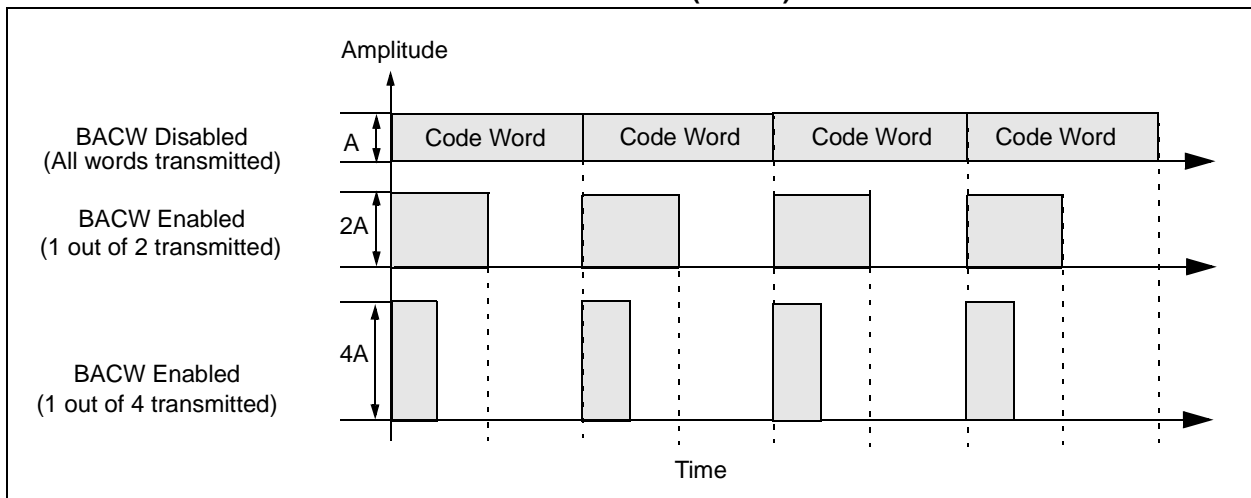 Amplitude
BACW Disabled
(All words transmitted)
A
Code Word
Code Word
Code Word
Code Word
BACW Enabled
(1 out of 2 transmitted)
2A
BACW Enabled
(1 out of 4 transmitted)
4A
Time